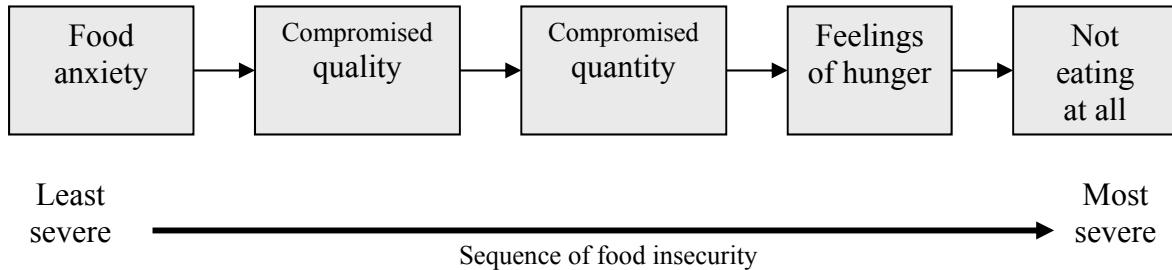 Food
anxiety
Compromised
quality
Compromised
quantity
Feelings
of hunger
Not
eating
at all
Least
severe
Most
severe
Sequence of food insecurity